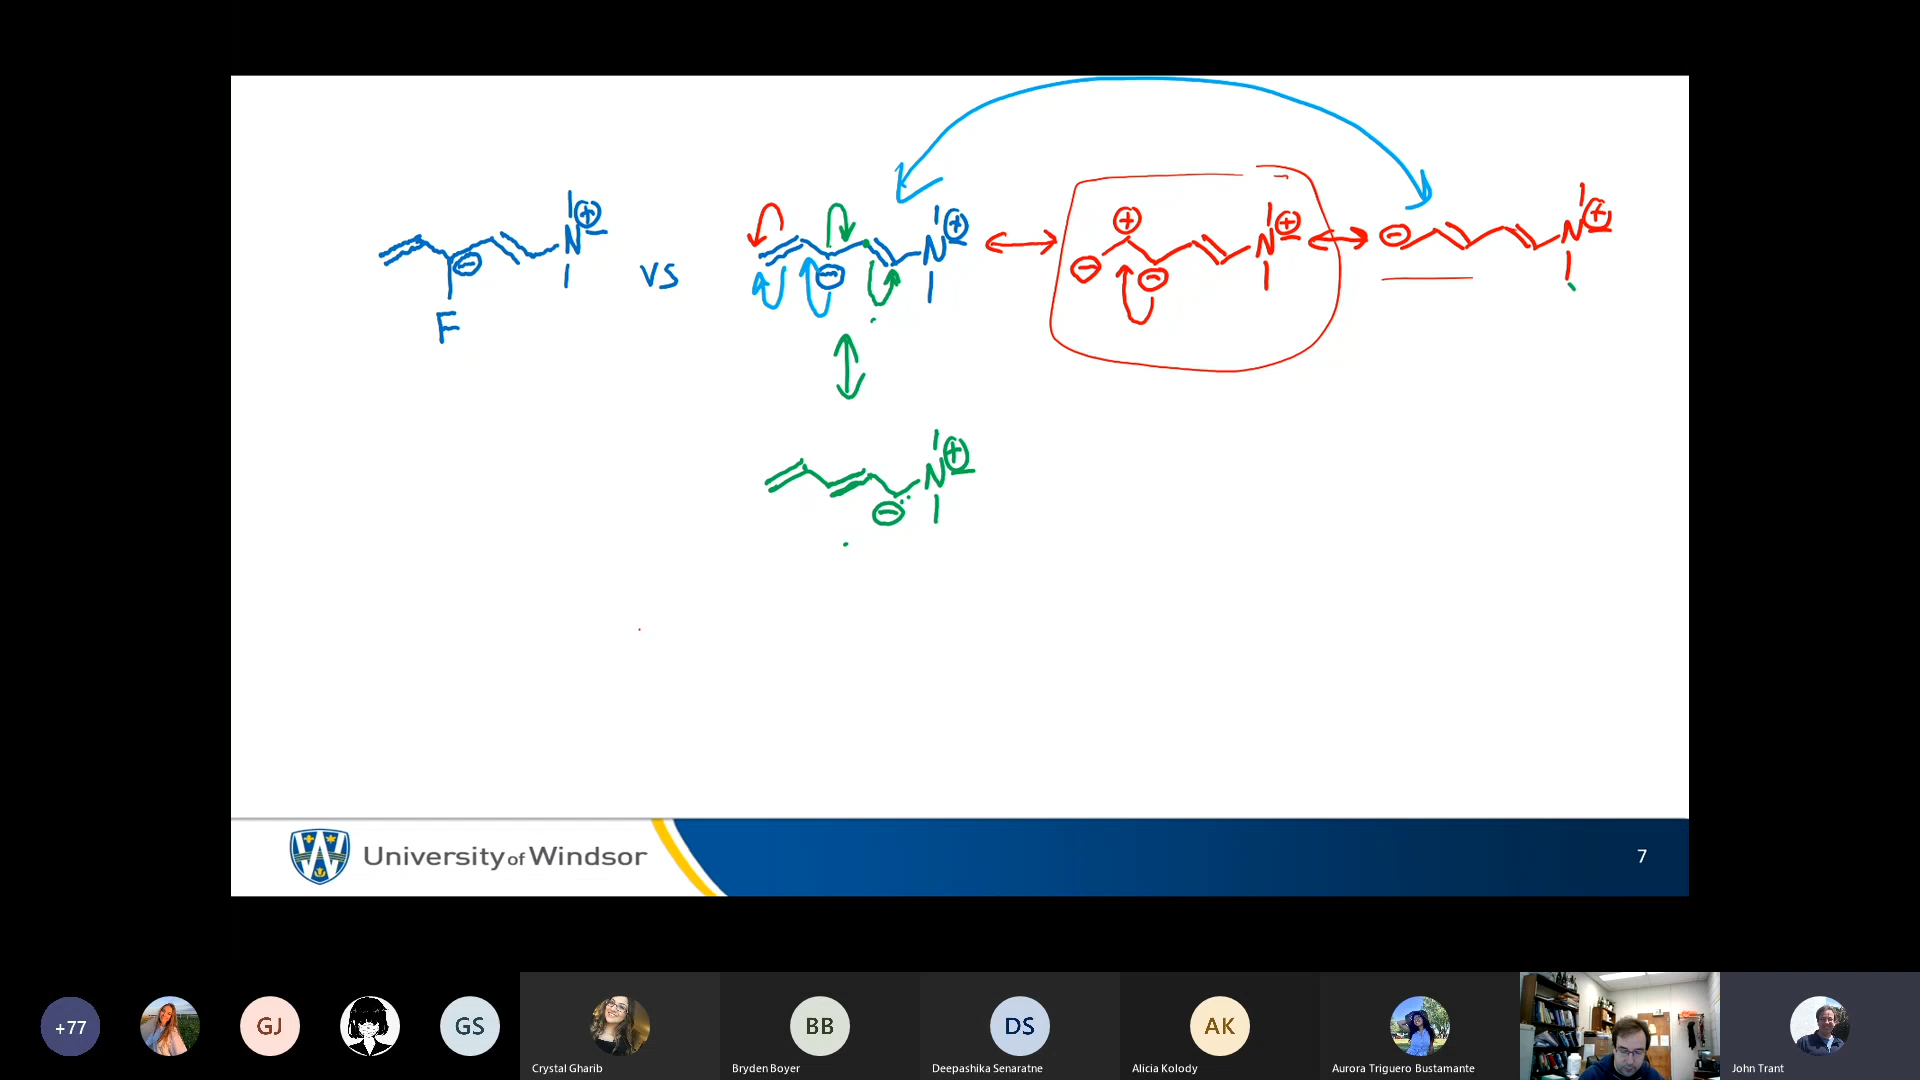 N
F
vs
N
N
N
N
University of Windsor
7
+77
GJ
GS
BB
DS
AK
Crystal Gharib
Bryden Boyer
Deepashika Senaratne
Alicia Kolody
Aurora Triguero Bustamante
John Trant